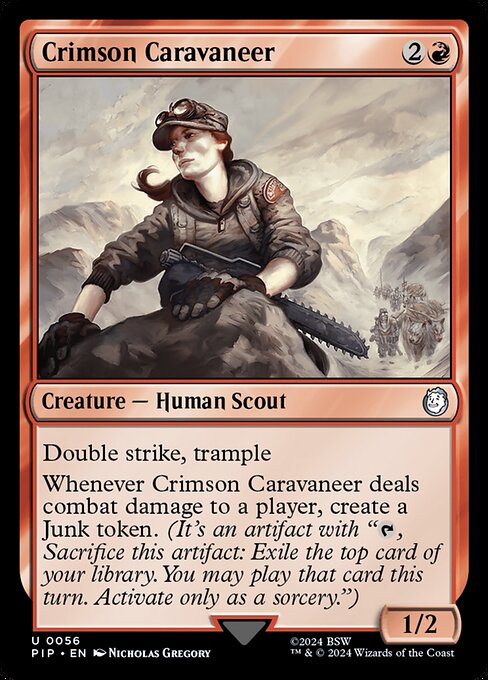 Crimson Caravaneer 2
Creature — Human Scout
Double strike, trample
Whenever Crimson Caravaneer deals
combat damage to a player, create a
Junk token. (It's an artifact with “,
Sacrifice this artifact: Exile the top card of
your library. You may play that card this
turn. Activate only as a sorcery.”)
1/2
U 0056
PIP • EN Nicholas Gregory
©2024 BSW
™ & © 2024 Wizards of the Coast